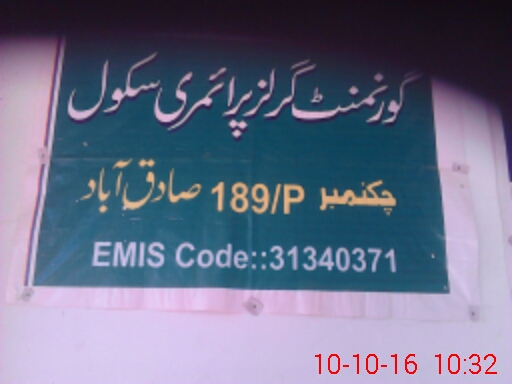 گورنمنٹ گرلز پرائمری سکول
چکنمبر 189/P صادق آباد
EMIS Code::31340371
10-10-16 10:32